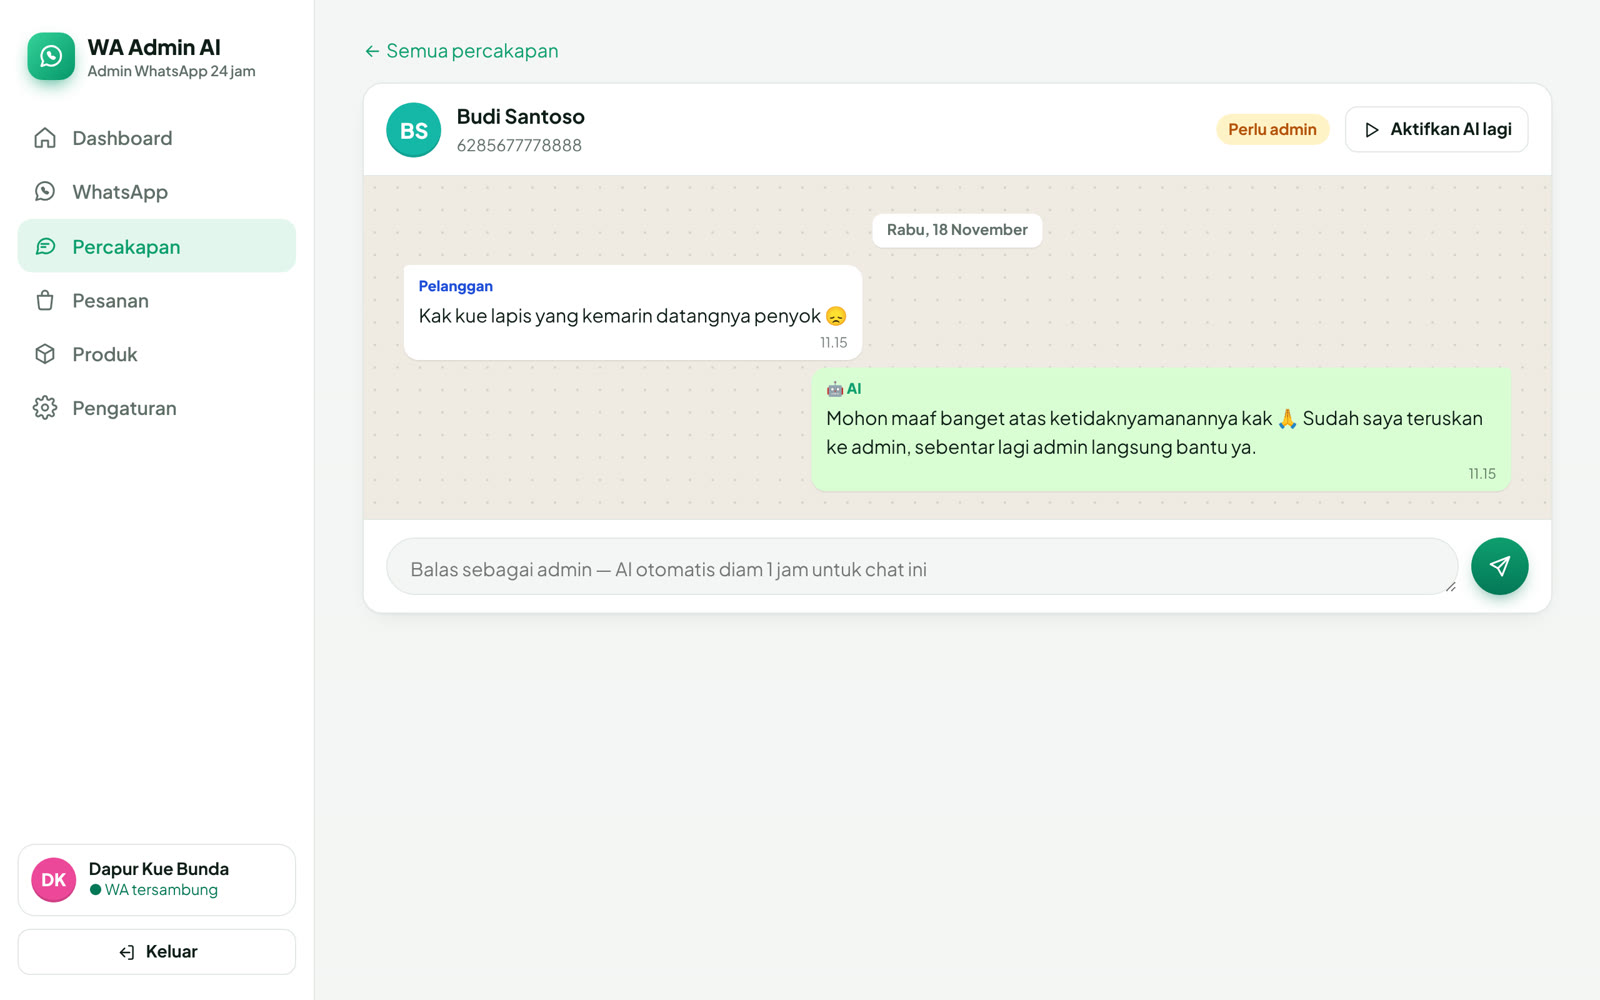 WA Admin AI
Admin WhatsApp 24 jam
Dashboard
WhatsApp
Percakapan
Pesanan
Produk
Pengaturan
DK
Dapur Kue Bunda
WA tersambung
Keluar
← Semua percakapan
BS
Budi Santoso
6285677778888
Perlu admin
Aktifkan AI lagi
Rabu, 18 November
Pelanggan
Kak kue lapis yang kemarin datangnya penyok 😞
11.15
🤖 AI
Mohon maaf banget atas ketidaknyamanannya kak 🙏 Sudah saya teruskan
ke admin, sebentar lagi admin langsung bantu ya.
11.15
Balas sebagai admin — AI otomatis diam 1 jam untuk chat ini